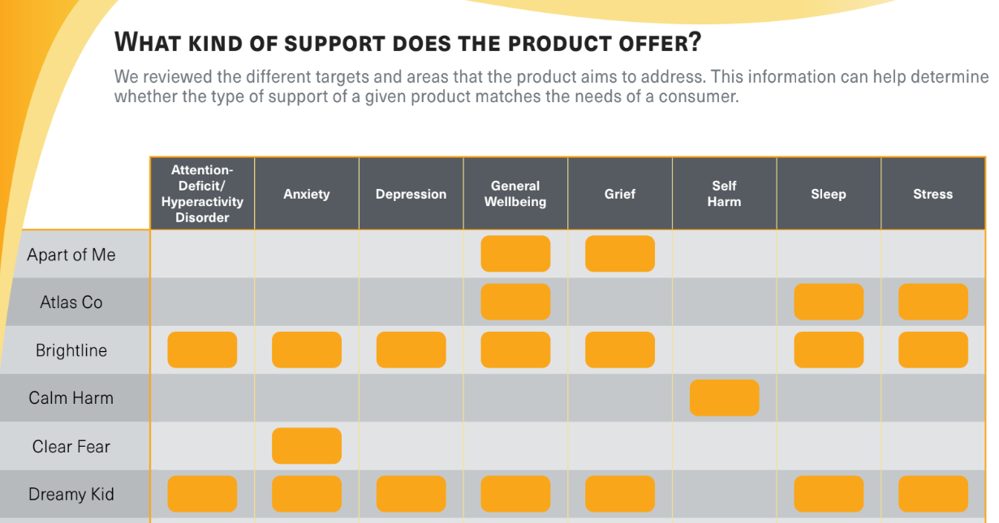 WHAT KIND OF SUPPORT DOES THE PRODUCT OFFER?
We reviewed the different targets and areas that the product aims to address. This information can help determine
whether the type of support of a given product matches the needs of a consumer.
Attention-
Deficit/
Hyperactivity
Disorder
Anxiety
Depression
General
Wellbeing
Grief
Self
Harm
Sleep
Stress
Apart of Me
Atlas Co
Brightline
Calm Harm
Clear Fear
Dreamy Kid